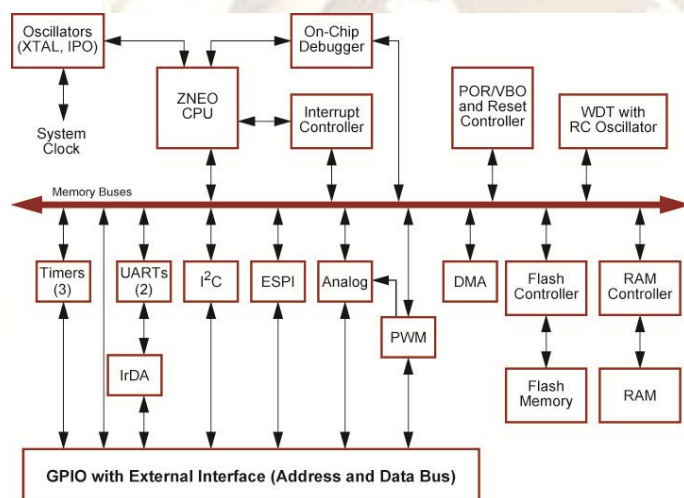 Oscillators
(XTAL, IPO)
On-Chip
Debugger
ZNEO
CPU
Interrupt
Controller
POR/VBO
and Reset
Controller
WDT with
RC Oscillator
System
Clock
Memory Buses
Timers
(3)
UARTs
(2)
I²C
ESPI
Analog
DMA
Flash
Controller
RAM
Controller
PWM
IrDA
Flash
Memory
RAM
GPIO with External Interface (Address and Data Bus)